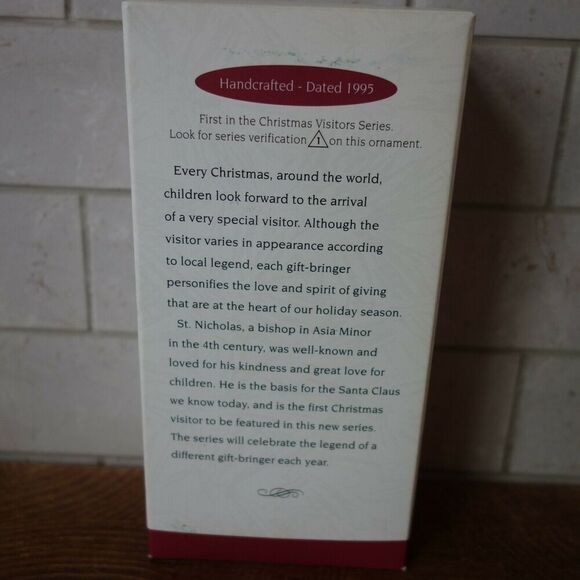 Handcrafted - Dated 1995
First in the Christmas Visitors Series.
Look for series verification 1 on this ornament.
Every Christmas, around the world,
children look forward to the arrival
of a very special visitor. Although the
visitor varies in appearance according
to local legend, each gift-bringer
personifies the love and spirit of giving
that are at the heart of our holiday season.
St. Nicholas, a bishop in Asia Minor
in the 4th century, was well-known and
loved for his kindness and great love for
children. He is the basis for the Santa Claus
we know today, and is the first Christmas
visitor to be featured in this new series.
The series will celebrate the legend of a
different gift-bringer each year.